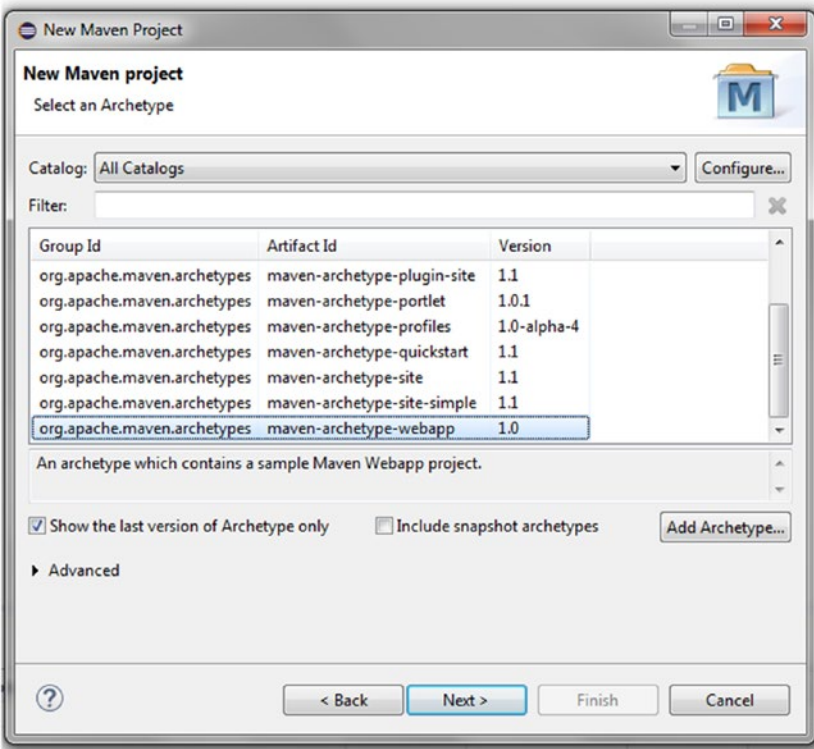 New Maven Project
New Maven project
Select an Archetype
M
Catalog: All Catalogs Configure...
Filter:
Group Id Artifact Id Version
org.apache.maven.archetypes maven-archetype-plugin-site 1.1
org.apache.maven.archetypes maven-archetype-portlet 1.0.1
org.apache.maven.archetypes maven-archetype-profiles 1.0-alpha-4
org.apache.maven.archetypes maven-archetype-quickstart 1.1
org.apache.maven.archetypes maven-archetype-site 1.1
org.apache.maven.archetypes maven-archetype-site-simple 1.1
org.apache.maven.archetypes maven-archetype-webapp 1.0
An archetype which contains a sample Maven Webapp project.
Show the last version of Archetype only Include snapshot archetypes Add Archetype...
Advanced
? < Back Next > Finish Cancel